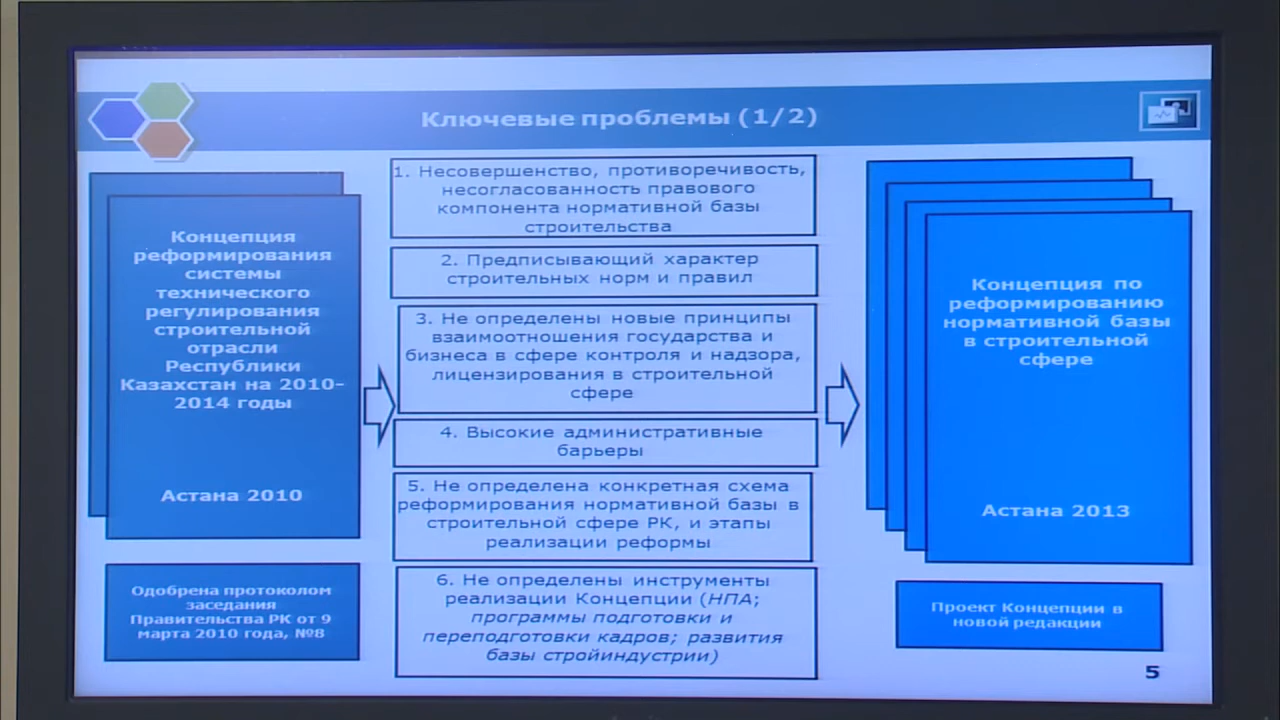 Ключевые проблемы (1/2)
Концепция
реформирования
системы
технического
регулирования
строительной
отрасли
Республики
Казахстан на 2010-
2014 годы
Астана 2010
Одобрена протоколом
заседания
Правительства РК от 9
марта 2010 года, №8
1. Несовершенство, противоречивость,
несогласованность правового
компонента нормативной базы
строительства
2. Предписывающий характер
строительных норм и правил
3. Не определены новые принципы
взаимоотношения государства и
бизнеса в сфере контроля и надзора,
лицензирования в строительной
сфере
4. Высокие административные
барьеры
5. Не определена конкретная схема
реформирования нормативной базы в
строительной сфере РК, и этапы
реализации реформы
6. Не определены инструменты
реализации Концепции (НПА;
программы подготовки и
переподготовки кадров; развития
базы стройиндустрии)
Концепция по
реформированию
нормативной базы
в строительной
сфере
Астана 2013
Проект Концепции в
новой редакции
5